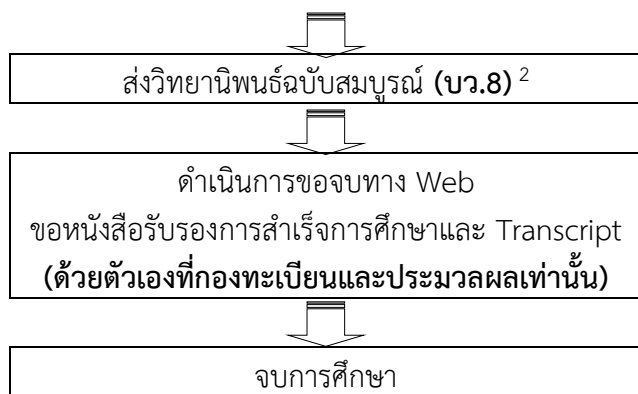 ส่งวิทยานิพนธ์ฉบับสมบูรณ์ (บว.8) 2
ดำเนินการขอจบทาง Web
ขอหนังสือรับรองการสำเร็จการศึกษาและ Transcript
(ด้วยตัวเองที่กองทะเบียนและประมวลผลเท่านั้น)
จบการศึกษา